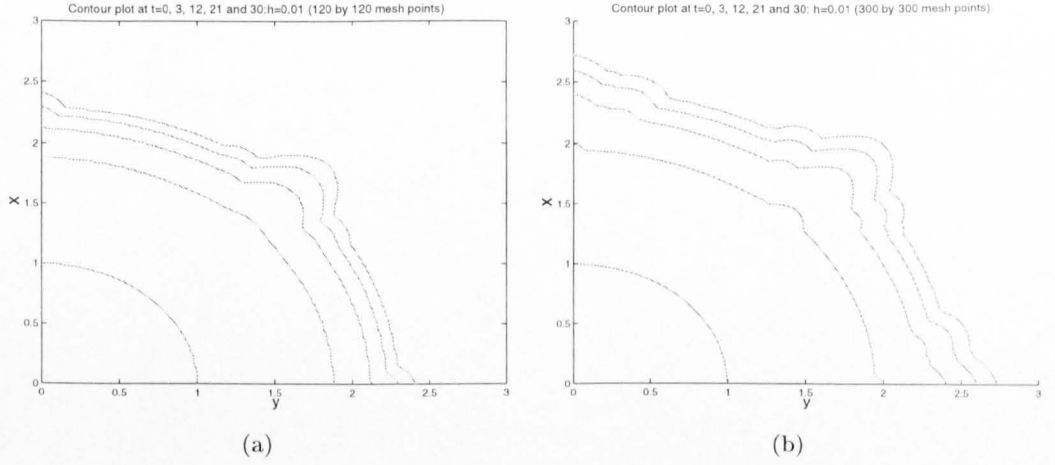 Contour plot at t=0, 3, 12, 21 and 30:h=0.01 (120 by 120 mesh points)
3
2.5
2
1.5
1
0.5
0
X
0 0.5 1 1.5 2 2.5 3
y
(a)
Contour plot at t=0, 3, 12, 21 and 30: h=0.01 (300 by 300 mesh points)
3
2.5
2
1.5
1
0.5
0
X
0 0.5 1 1.5 2 2.5 3
y
(b)